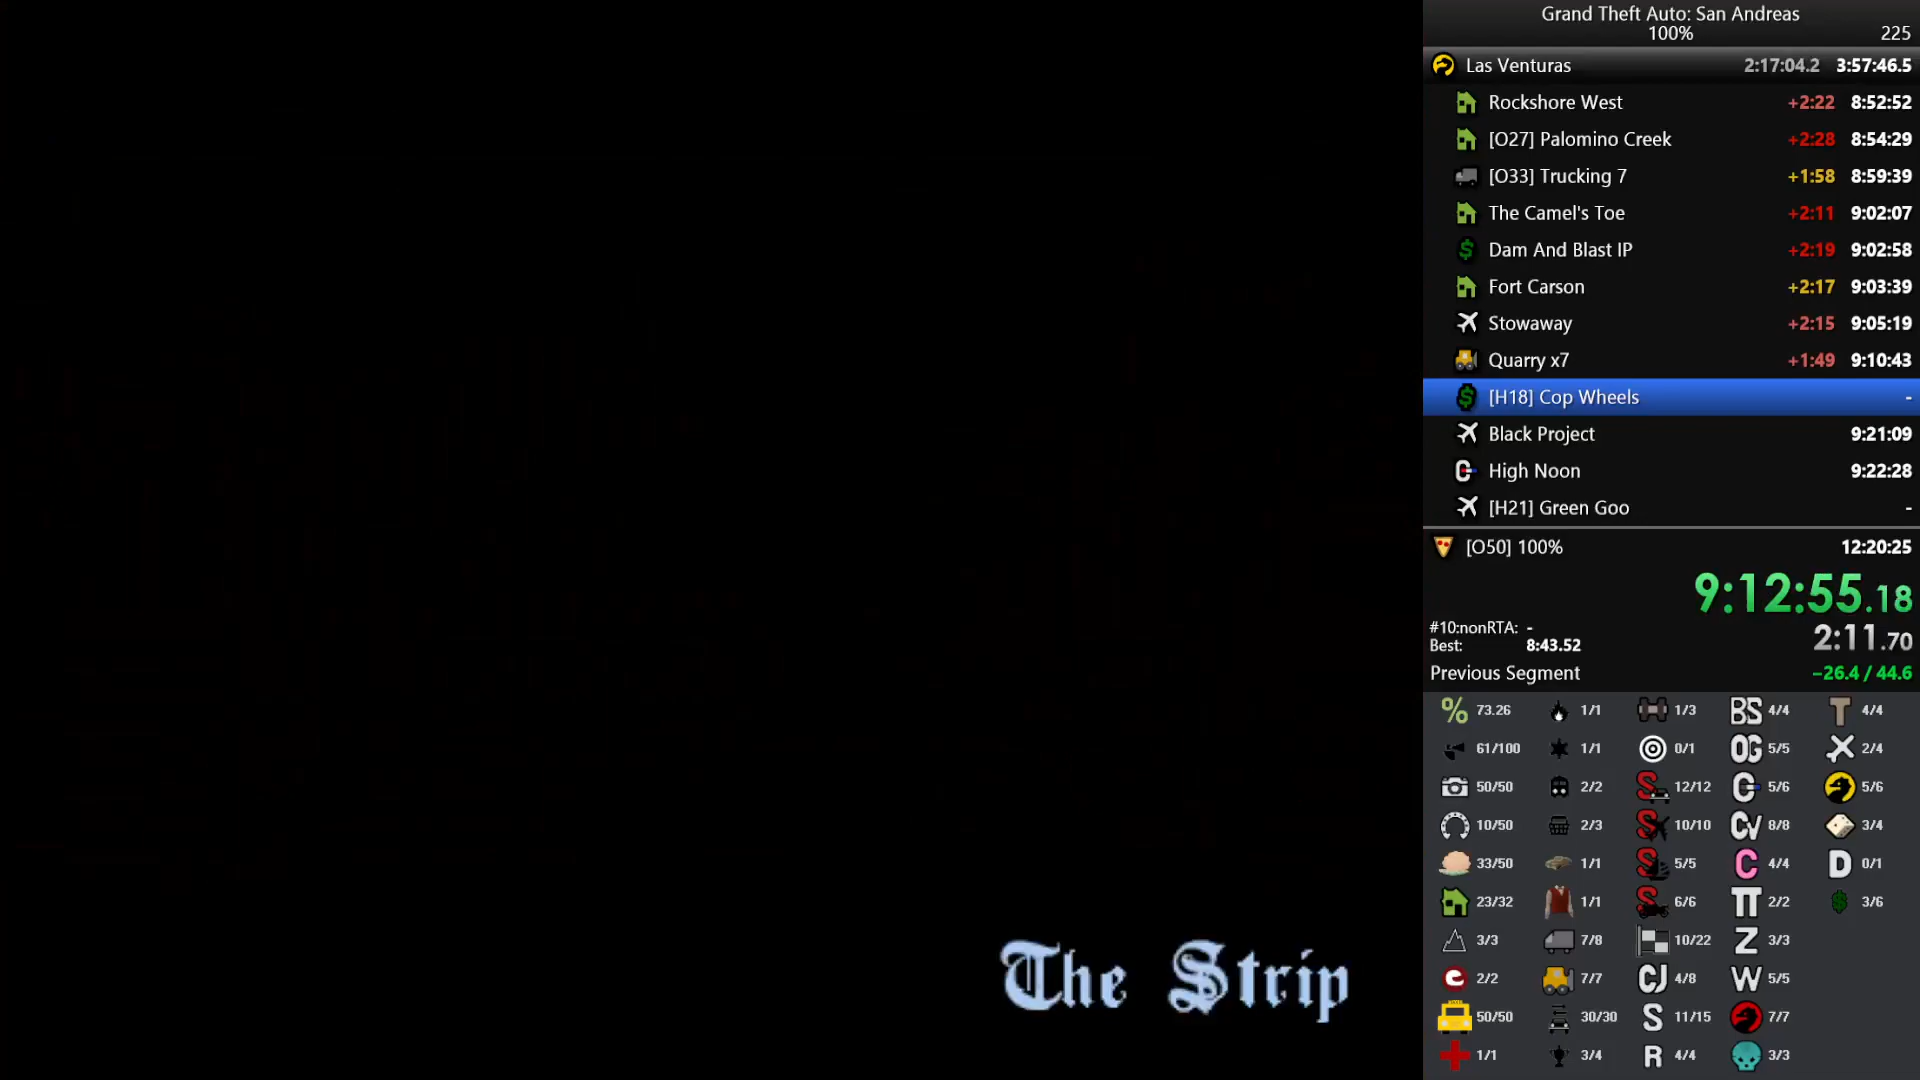 Grand Theft Auto: San Andreas
100% 225
Las Venturas 2:17:04.2 3:57:46.5
Rockshore West +2:22 8:52:52
[O27] Palomino Creek +2:28 8:54:29
[O33] Trucking 7 +1:58 8:59:39
The Camel's Toe +2:11 9:02:07
Dam And Blast IP +2:19 9:02:58
Fort Carson +2:17 9:03:39
Stowaway +2:15 9:05:19
Quarry x7 +1:49 9:10:43
[H18] Cop Wheels -
Black Project 9:21:09
High Noon 9:22:28
[H21] Green Goo -
[O50] 100% 12:20:25
9:12:55.18
#10:nonRTA: -
Best: 8:43.52
2:11.70
Previous Segment −26.4 / 44.6
% 73.26 1/1 1/3 BS 4/4 T 4/4
61/100 1/1 0/1 OG 5/5 2/4
50/50 2/2 S 12/12 C 5/6 5/6
10/50 2/3 S 10/10 CV 8/8 3/4
33/50 1/1 S 5/5 C 4/4 D 0/1
23/32 1/1 S 6/6 TT 2/2 $ 3/6
3/3 7/8 10/22 Z 3/3
C 2/2 7/7 CJ 4/8 W 5/5
50/50 30/30 S 11/15 7/7
1/1 3/4 R 4/4 3/3
The Strip